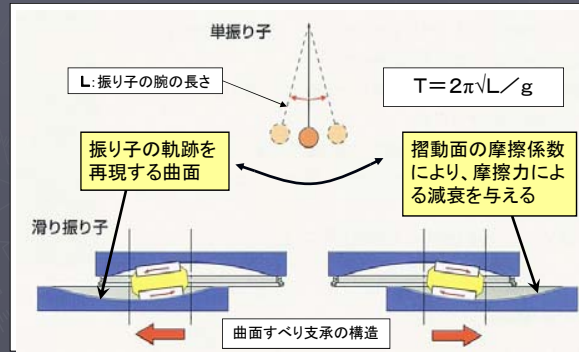 単振り子
L:振り子の腕の長さ
T=2π√L/g
振り子の軌跡を
再現する曲面
摺動面の摩擦係数
により、摩擦力によ
る減衰を与える
滑り振り子
曲面すべり支承の構造